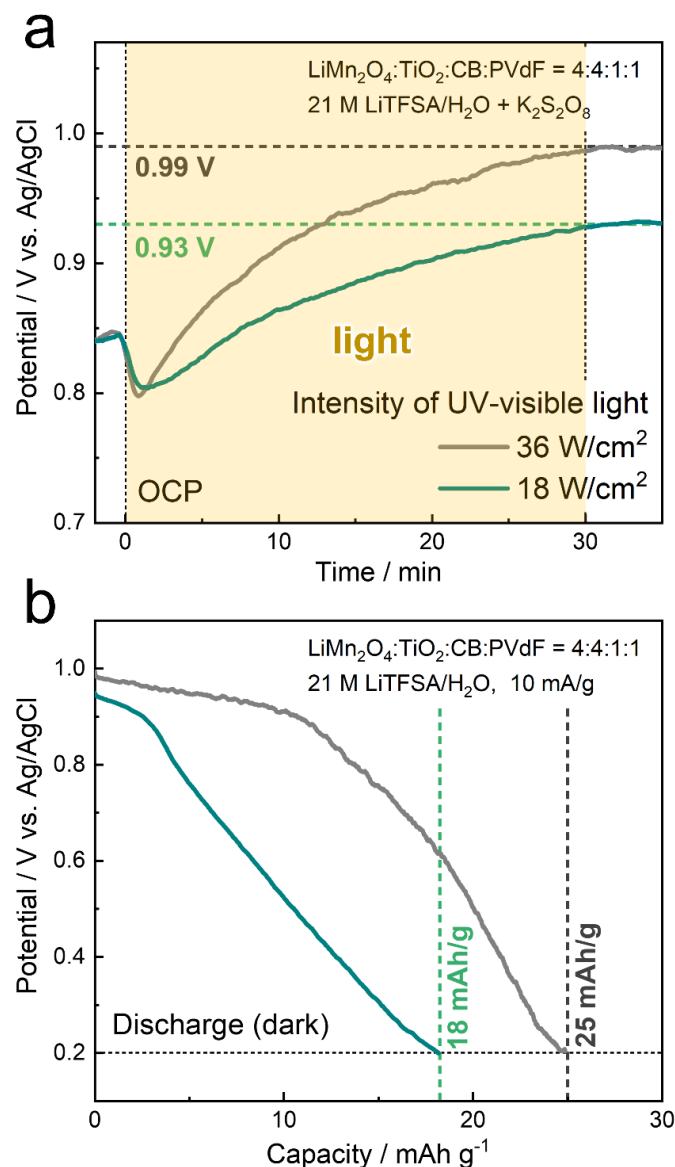 a
LiMn₂O₄:TiO₂:CB:PVdF = 4:4:1:1
21 M LiTFSA/H₂O + K₂S₂O₈
1.0
0.99 V
0.93 V
0.9
light
0.8
Intensity of UV-visible light
36 W/cm²
OCP
18 W/cm²
0.7
0
10
20
30
Time / min
Potential / V vs. Ag/AgCl
b
LiMn₂O₄:TiO₂:CB:PVdF = 4:4:1:1
21 M LiTFSA/H₂O, 10 mA/g
1.0
0.8
0.6
0.4
Discharge (dark)
18 mAh/g
25 mAh/g
0.2
0
10
20
30
Capacity / mAh g⁻¹
Potential / V vs. Ag/AgCl